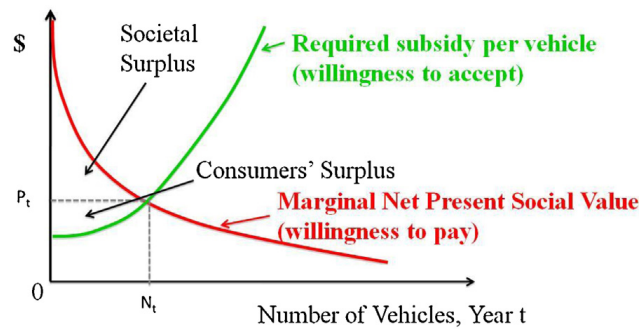 $
Societal
Surplus
Required subsidy per vehicle
(willingness to accept)
Consumers’ Surplus
Pt
Marginal Net Present Social Value
(willingness to pay)
0
Nt
Number of Vehicles, Year t